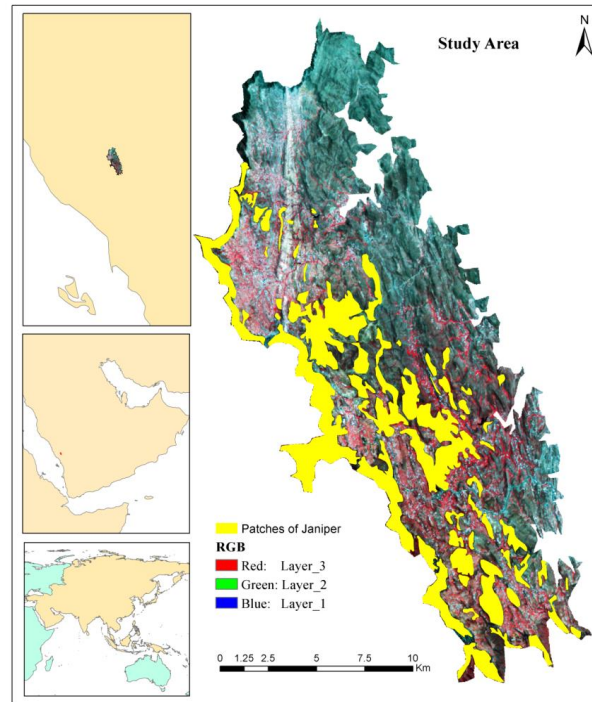 Study Area
N
Patches of Janiper
RGB
Red: Layer_3
Green: Layer_2
Blue: Layer_1
0 1.25 2.5 5 7.5 10
Km